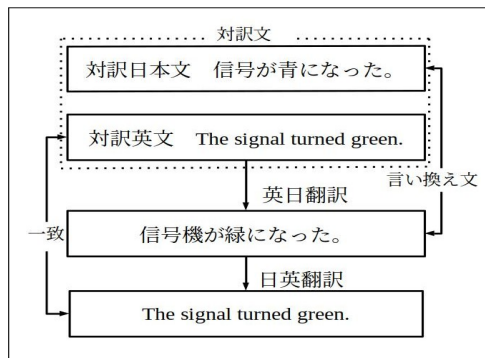 対訳文
対訳日本文 信号が青になった。
対訳英文 The signal turned green.
英日翻訳
言い換え文
信号機が緑になった。
一致
日英翻訳
The signal turned green.